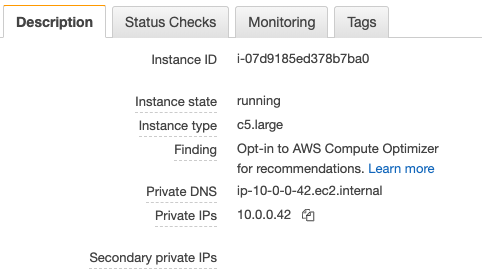 Description Status Checks Monitoring Tags
Instance ID i-07d9185ed378b7ba0
Instance state running
Instance type c5.large
Finding Opt-in to AWS Compute Optimizer
for recommendations. Learn more
Private DNS ip-10-0-0-42.ec2.internal
Private IPs 10.0.0.42
Secondary private IPs